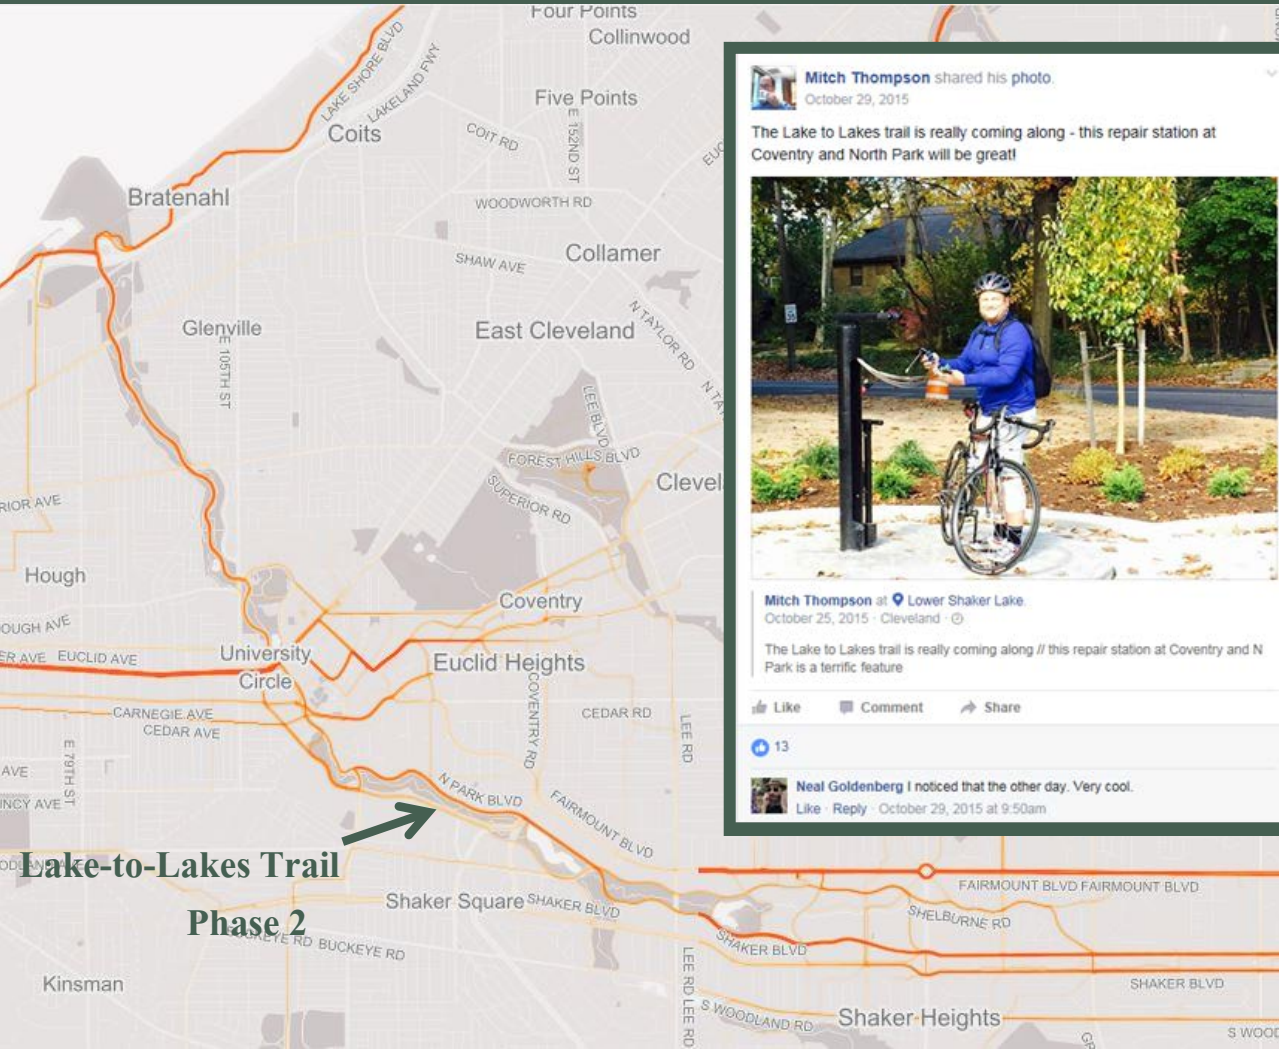 Four Points
Collinwood
LAKE SHORE BLVD
LAKELAND FWY
Five Points
E 152ND ST
Coits
COIT RD
EUC
Bratenahl
WOODWORTH RD
Collamer
SHAW AVE
N TAYLOR RD
N TA
Glenville
E 105TH ST
East Cleveland
LEE BLVD
FOREST HILLS BLVD
Clevel
SUPERIOR RD
RIOR AVE
Hough
OUGH AVE
Coventry
ER AVE EUCLID AVE
University
Circle
Euclid Heights
COVENTRY RD
CEDAR RD
LEE RD
CARNEGIE AVE
CEDAR AVE
E 79TH ST
AVE
INCY AVE
N PARK BLVD
FAIRMOUNT BLVD
Lake-to-Lakes Trail
Phase 2
Shaker Square SHAKER BLVD
BUCKEYE RD
Kinsman
FAIRMOUNT BLVD FAIRMOUNT BLVD
SHELBURNE RD
SHAKER BLVD
SHAKER BLVD
LEE RD LEE RD
S WOODLAND RD
Shaker Heights
S WOOD
GR
Mitch Thompson shared his photo.
October 29, 2015
The Lake to Lakes trail is really coming along - this repair station at
Coventry and North Park will be great!
35
Mitch Thompson at Lower Shaker Lake.
October 25, 2015 · Cleveland ·
The Lake to Lakes trail is really coming along // this repair station at Coventry and N
Park is a terrific feature
Like Comment Share
13
Neal Goldenberg I noticed that the other day. Very cool.
Like · Reply · October 29, 2015 at 9:50am